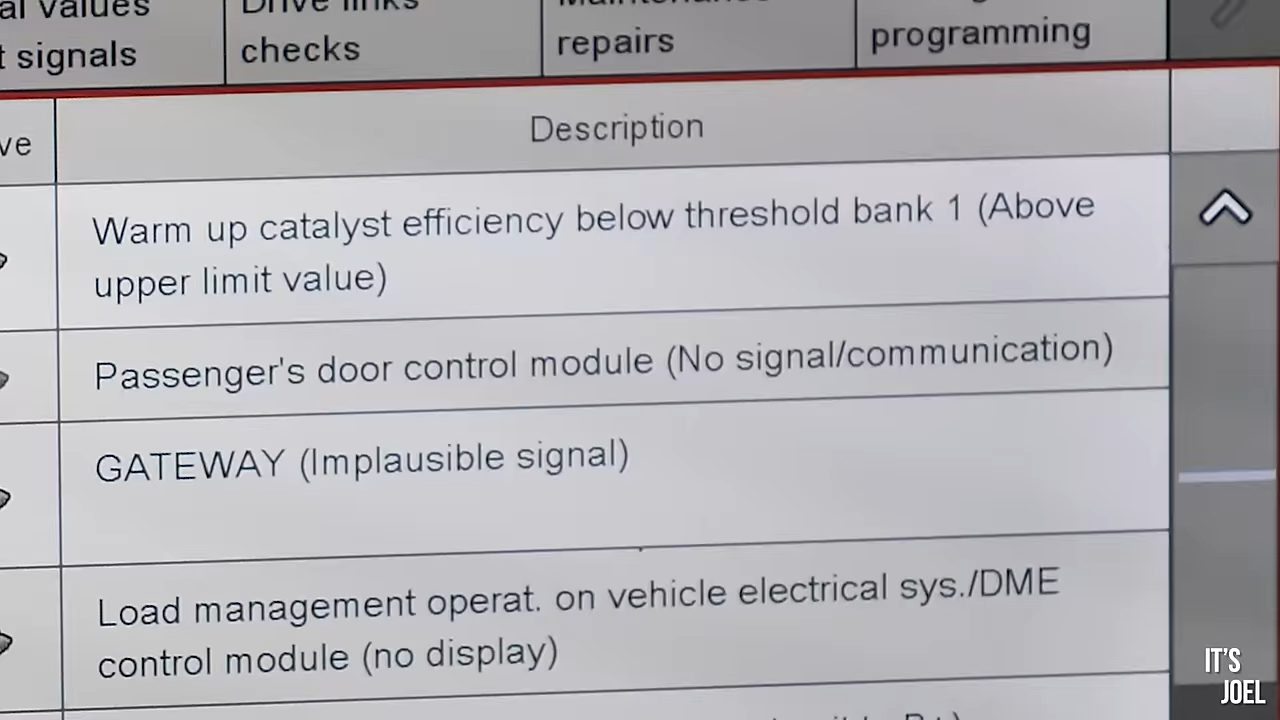 al values
t signals
Drive links
checks
Maintenance
repairs
programming
ve
Description
Warm up catalyst efficiency below threshold bank 1 (Above
upper limit value)
Passenger's door control module (No signal/communication)
GATEWAY (Implausible signal)
Load management operat. on vehicle electrical sys./DME
control module (no display)
IT'S
JOEL